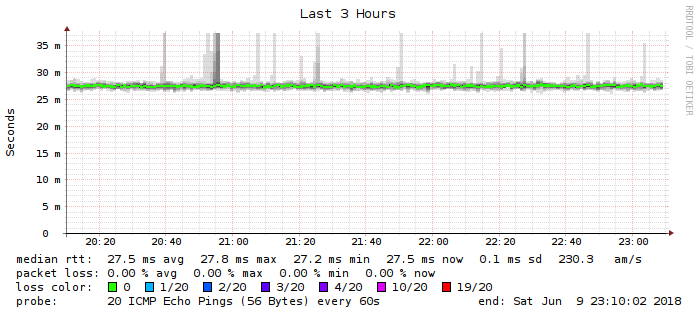 Last 3 Hours
RRDTOOL / TOBI OETIKER
Seconds
35 m
30 m
25 m
20 m
15 m
10 m
5 m
0
20:20 20:40 21:00 21:20 21:40 22:00 22:20 22:40 23:00
median rtt: 27.5 ms avg 27.8 ms max 27.2 ms min 27.5 ms now 0.1 ms sd 230.3 am/s
packet loss: 0.00 % avg 0.00 % max 0.00 % min 0.00 % now
loss color: 0 1/20 2/20 3/20 4/20 10/20 19/20
probe: 20 ICMP Echo Pings (56 Bytes) every 60s end: Sat Jun 9 23:10:02 2018